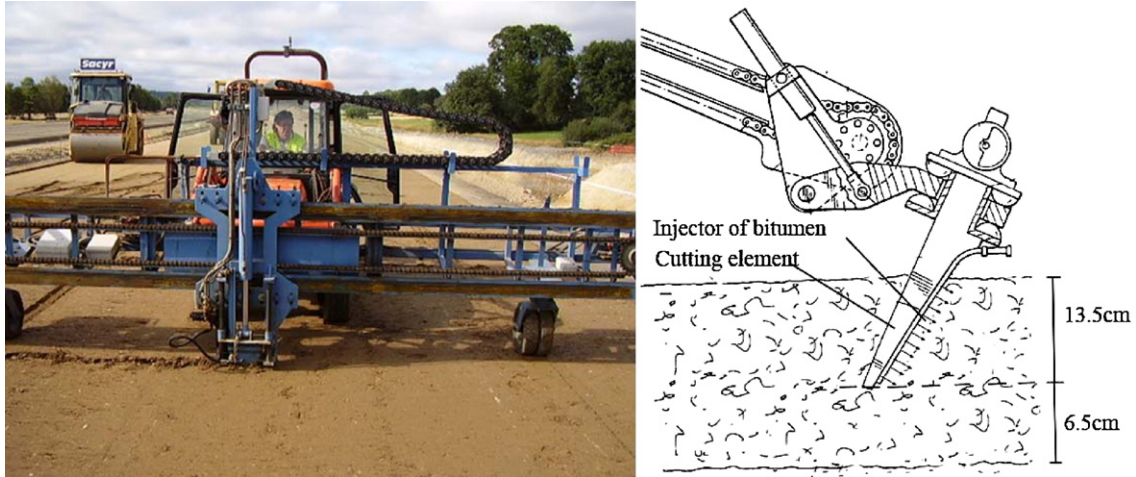 Sacyr
Injector of bitumen
Cutting element
13.5cm
6.5cm